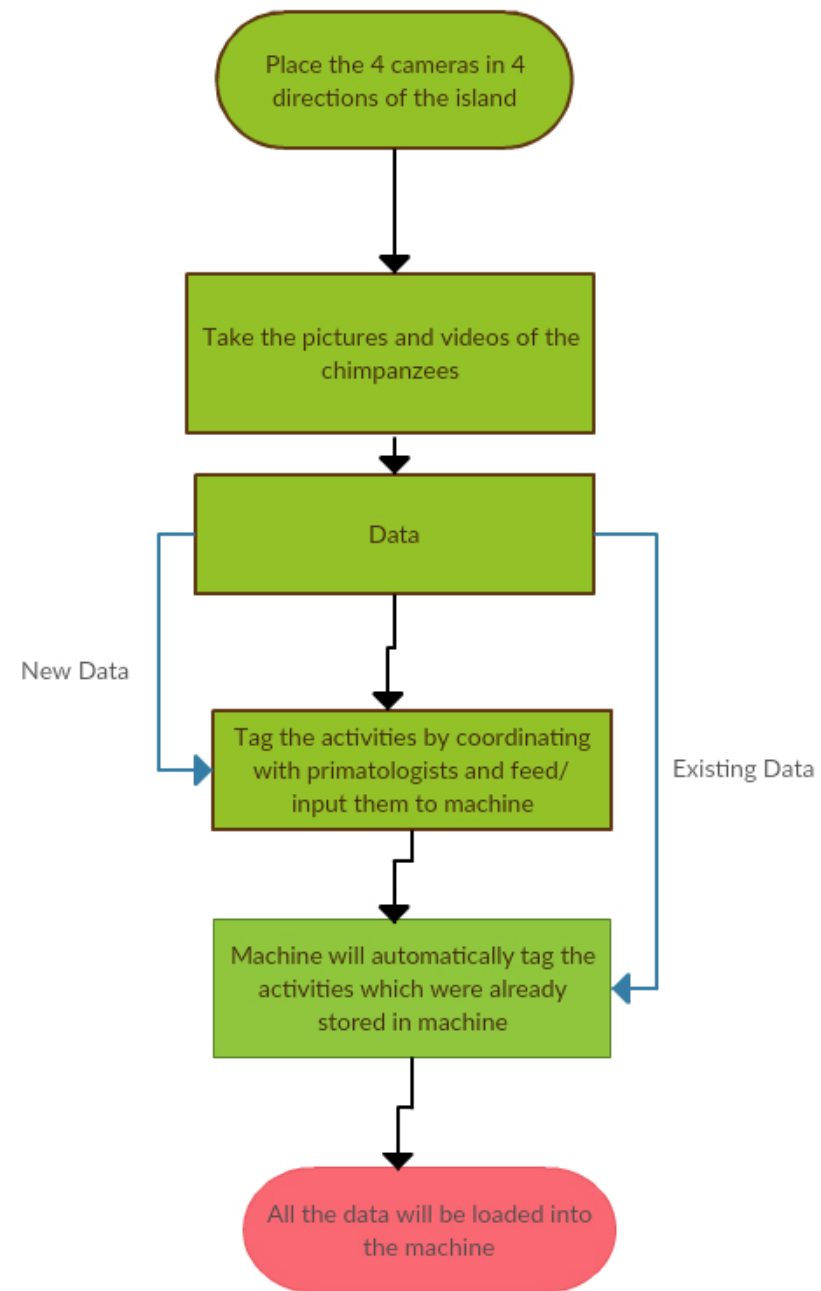 Place the 4 cameras in 4
directions of the island
Take the pictures and videos of the
chimpanzees
Data
New Data
Tag the activities by coordinating
with primatologists and feed/
input them to machine
Existing Data
Machine will automatically tag the
activities which were already
stored in machine
All the data will be loaded into
the machine